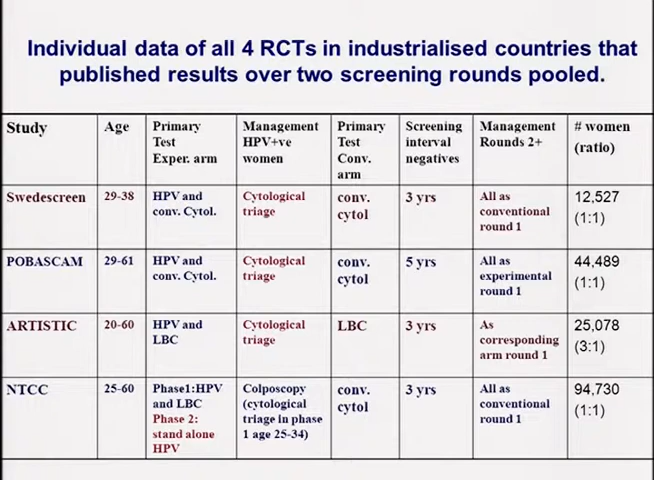 Individual data of all 4 RCTs in industrialised countries that
published results over two screening rounds pooled.
Study
Age
Primary
Test
Exper. arm
Management
HPV+ve
women
Primary
Test
Conv.
arm
Screening
interval
negatives
Management
Rounds 2+
# women
(ratio)
Swedescreen
29-38
HPV and
conv. Cytol.
Cytological
triage
conv.
cytol
3 yrs
All as
conventional
round 1
12,527
(1:1)
POBASCAM
29-61
HPV and
conv. Cytol.
Cytological
triage
conv.
cytol
5 yrs
All as
experimental
round 1
44,489
(1:1)
ARTISTIC
20-60
HPV and
LBC
Cytological
triage
LBC
3 yrs
As
corresponding
arm round 1
25,078
(3:1)
NTCC
25-60
Phase1:HPV
and LBC
Phase 2:
stand alone
HPV
Colposcopy
(cytological
triage in phase
1 age 25-34)
conv.
cytol
3 yrs
All as
conventional
round 1
94,730
(1:1)